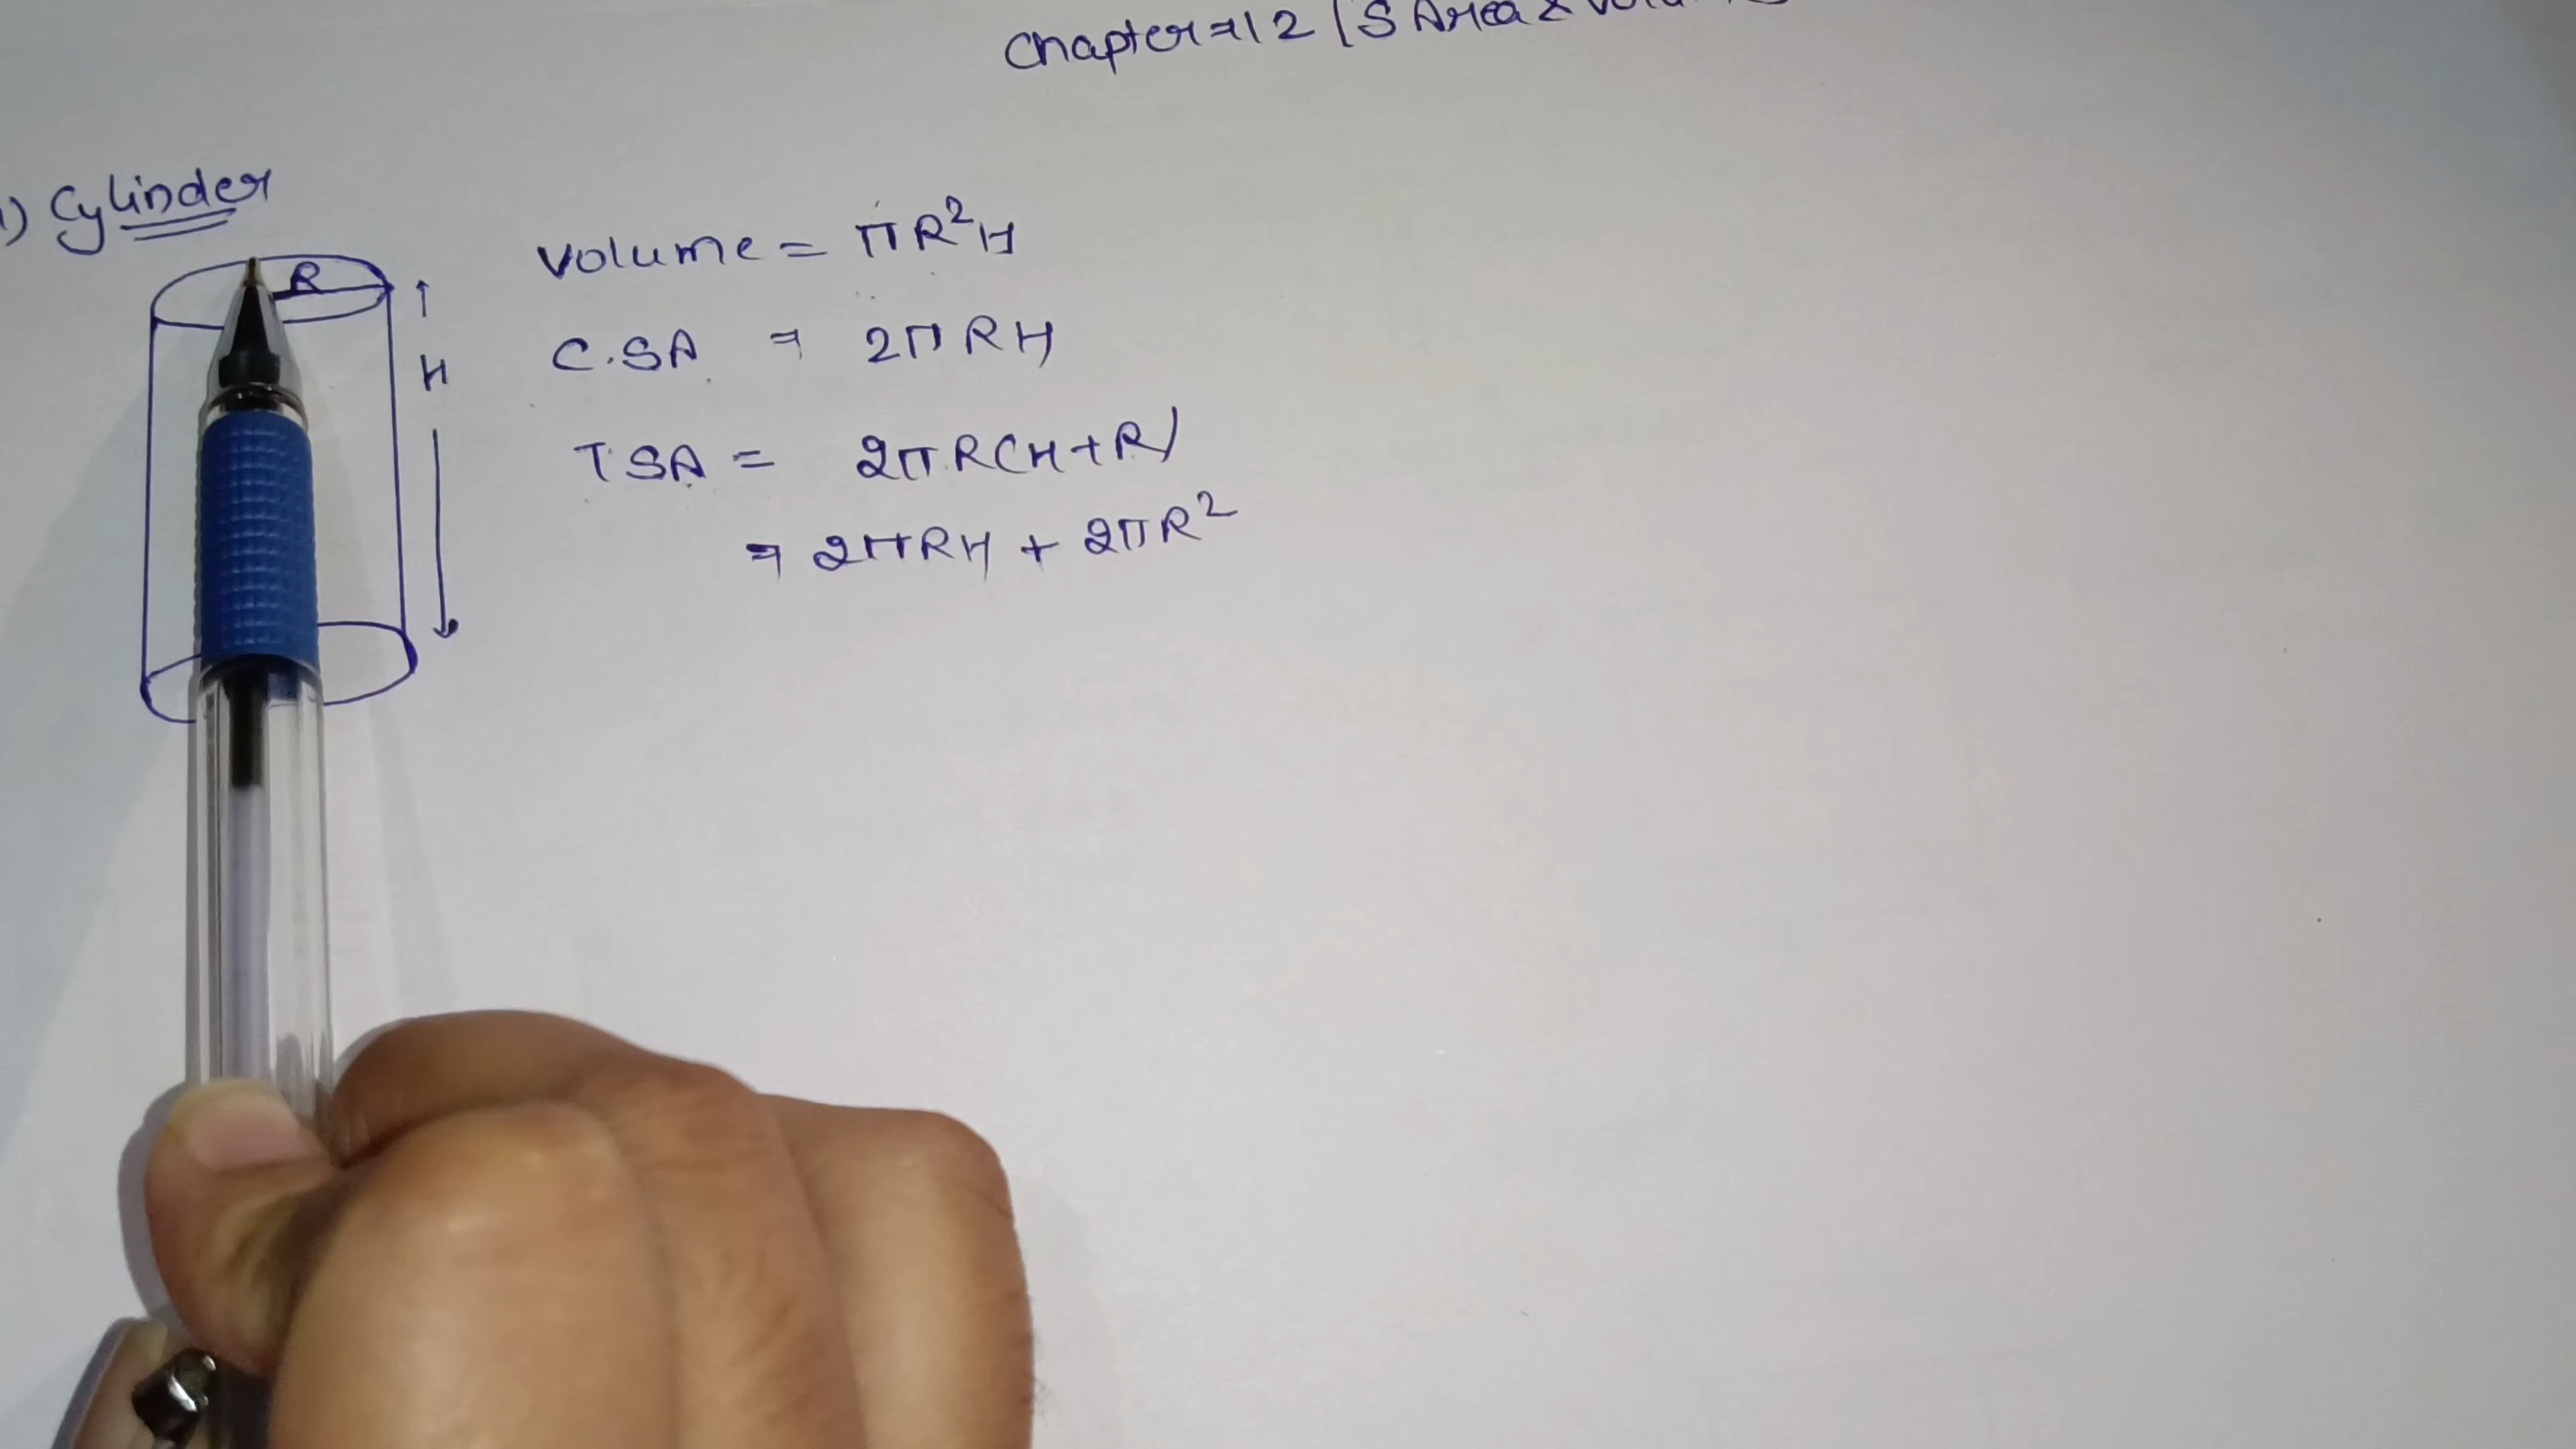 Chapter = 12 (S Area &
1) Cylinder
R
H
Volume = πR²H
C.SA = 2πRH
TSA = 2πR(H+R)
= 2πRH + 2πR²